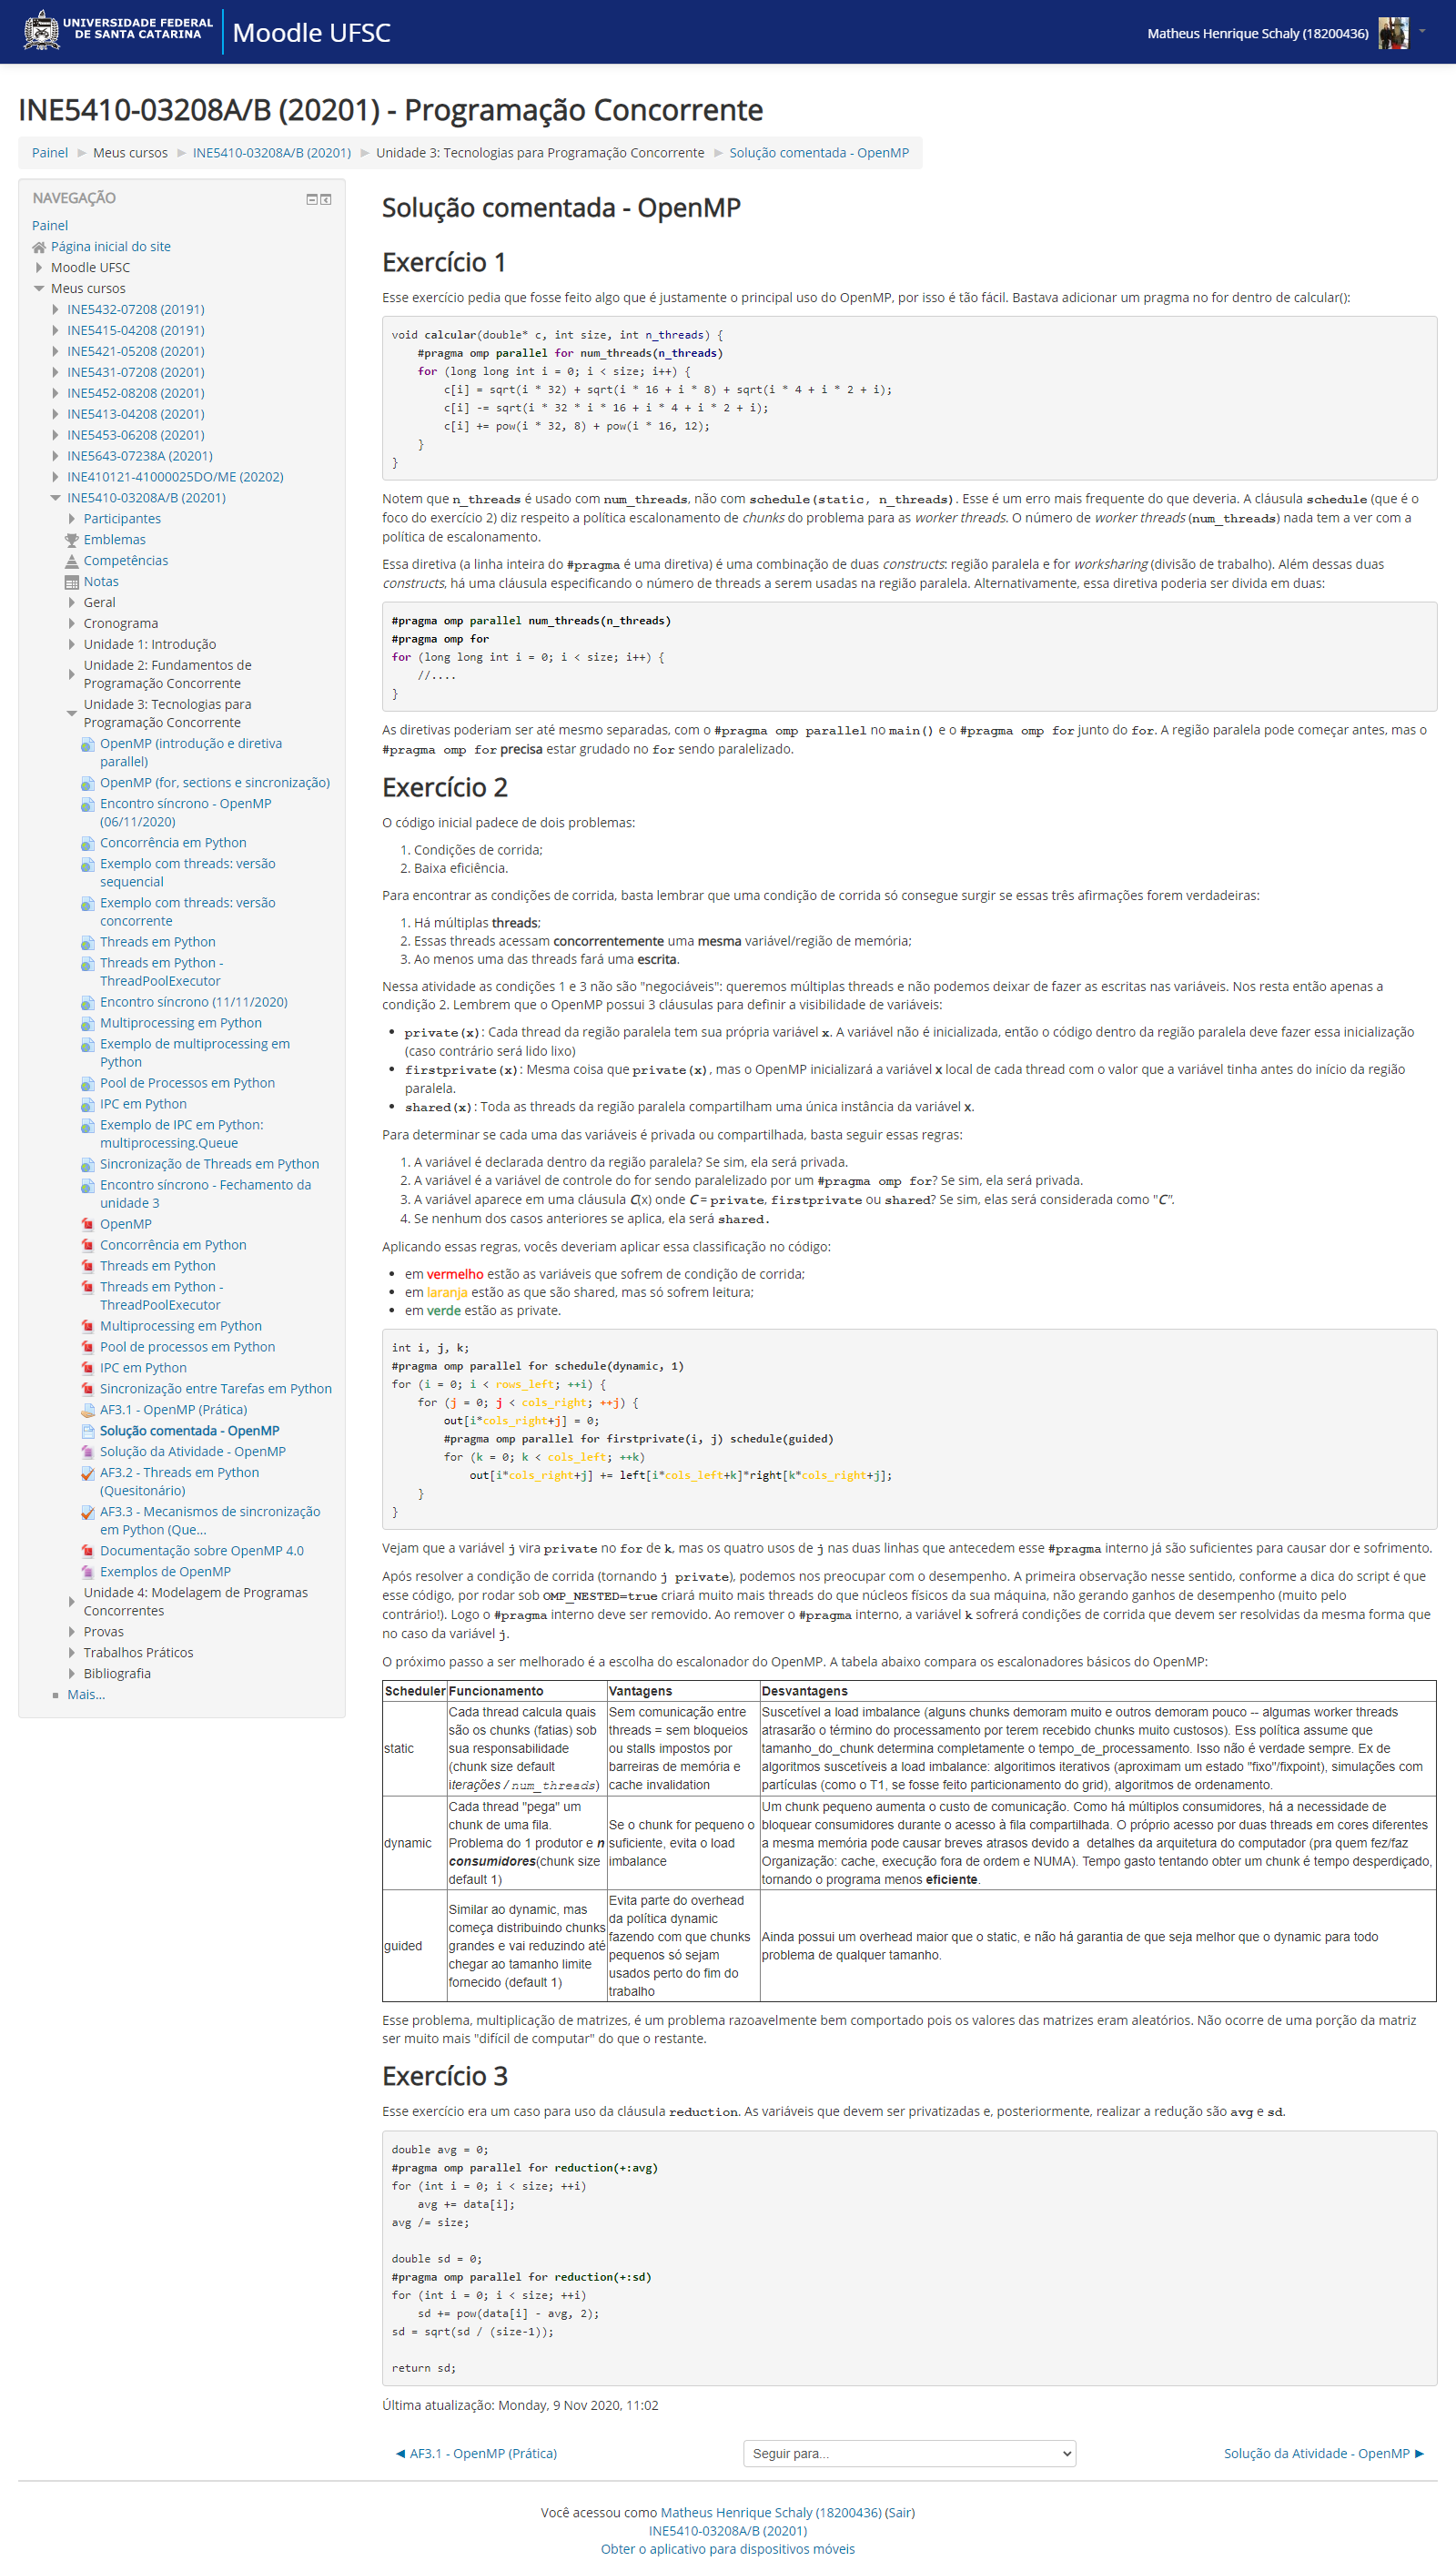 UNIVERSIDADE FEDERAL
DE SANTA CATARINA
Moodle UFSC
Matheus Henrique Schaly (18200436)
INE5410-03208A/B (20201) - Programação Concorrente
Painel ► Meus cursos ► INE5410-03208A/B (20201) ► Unidade 3: Tecnologias para Programação Concorrente ► Solução comentada - OpenMP
NAVEGAÇÃO
Painel
Página inicial do site
Moodle UFSC
Meus cursos
INE5432-07208 (20191)
INE5415-04208 (20191)
INE5421-05208 (20201)
INE5431-07208 (20201)
INE5452-08208 (20201)
INE5413-04208 (20201)
INE5453-06208 (20201)
INE5643-07238A (20201)
INE410121-41000025DO/ME (20202)
INE5410-03208A/B (20201)
Participantes
Emblemas
Competências
Notas
Geral
Cronograma
Unidade 1: Introdução
Unidade 2: Fundamentos de
Programação Concorrente
Unidade 3: Tecnologias para
Programação Concorrente
OpenMP (introdução e diretiva
parallel)
OpenMP (for, sections e sincronização)
Encontro síncrono - OpenMP
(06/11/2020)
Concorrência em Python
Exemplo com threads: versão
sequencial
Exemplo com threads: versão
concorrente
Threads em Python
Threads em Python -
ThreadPoolExecutor
Encontro síncrono (11/11/2020)
Multiprocessing em Python
Exemplo de multiprocessing em
Python
Pool de Processos em Python
IPC em Python
Exemplo de IPC em Python:
multiprocessing.Queue
Sincronização de Threads em Python
Encontro síncrono - Fechamento da
unidade 3
OpenMP
Concorrência em Python
Threads em Python
Threads em Python -
ThreadPoolExecutor
Multiprocessing em Python
Pool de processos em Python
IPC em Python
Sincronização entre Tarefas em Python
AF3.1 - OpenMP (Prática)
Solução comentada - OpenMP
Solução da Atividade - OpenMP
AF3.2 - Threads em Python
(Quesitonário)
AF3.3 - Mecanismos de sincronização
em Python (Que...
Documentação sobre OpenMP 4.0
Exemplos de OpenMP
Unidade 4: Modelagem de Programas
Concorrentes
Provas
Trabalhos Práticos
Bibliografia
Mais...
Solução comentada - OpenMP
Exercício 1
Esse exercício pedia que fosse feito algo que é justamente o principal uso do OpenMP, por isso é tão fácil. Bastava adicionar um pragma no for dentro de calcular():
void calcular(double* c, int size, int n_threads) {
    #pragma omp parallel for num_threads(n_threads)
    for (long long int i = 0; i < size; i++) {
        c[i] = sqrt(i * 32) + sqrt(i * 16 + i * 8) + sqrt(i * 4 + i * 2 + i);
        c[i] -= sqrt(i * 32 * i * 16 + i * 4 + i * 2 + i);
        c[i] += pow(i * 32, 8) + pow(i * 16, 12);
    }
}
Notem que n_threads é usado com num_threads, não com schedule(static, n_threads). Esse é um erro mais frequente do que deveria. A cláusula schedule (que é o
foco do exercício 2) diz respeito a política escalonamento de chunks do problema para as worker threads. O número de worker threads (num_threads) nada tem a ver com a
política de escalonamento.
Essa diretiva (a linha inteira do #pragma é uma diretiva) é uma combinação de duas constructs: região paralela e for worksharing (divisão de trabalho). Além dessas duas
constructs, há uma cláusula especificando o número de threads a serem usadas na região paralela. Alternativamente, essa diretiva poderia ser divida em duas:
#pragma omp parallel num_threads(n_threads)
#pragma omp for
for (long long int i = 0; i < size; i++) {
    //....
}
As diretivas poderiam ser até mesmo separadas, com o #pragma omp parallel no main() e o #pragma omp for junto do for. A região paralela pode começar antes, mas o
#pragma omp for precisa estar grudado no for sendo paralelizado.
Exercício 2
O código inicial padece de dois problemas:
1. Condições de corrida;
2. Baixa eficiência.
Para encontrar as condições de corrida, basta lembrar que uma condição de corrida só consegue surgir se essas três afirmações forem verdadeiras:
1. Há múltiplas threads;
2. Essas threads acessam concorrentemente uma mesma variável/região de memória;
3. Ao menos uma das threads fará uma escrita.
Nessa atividade as condições 1 e 3 não são "negociáveis": queremos múltiplas threads e não podemos deixar de fazer as escritas nas variáveis. Nos resta então apenas a
condição 2. Lembrem que o OpenMP possui 3 cláusulas para definir a visibilidade de variáveis:
• private(x): Cada thread da região paralela tem sua própria variável x. A variável não é inicializada, então o código dentro da região paralela deve fazer essa inicialização
(caso contrário será lido lixo)
• firstprivate(x): Mesma coisa que private(x), mas o OpenMP inicializará a variável x local de cada thread com o valor que a variável tinha antes do início da região
paralela.
• shared(x): Toda as threads da região paralela compartilham uma única instância da variável x.
Para determinar se cada uma das variáveis é privada ou compartilhada, basta seguir essas regras:
1. A variável é declarada dentro da região paralela? Se sim, ela será privada.
2. A variável é a variável de controle do for sendo paralelizado por um #pragma omp for? Se sim, ela será privada.
3. A variável aparece em uma cláusula C(x) onde C = private, firstprivate ou shared? Se sim, elas será considerada como "C".
4. Se nenhum dos casos anteriores se aplica, ela será shared.
Aplicando essas regras, vocês deveriam aplicar essa classificação no código:
• em vermelho estão as variáveis que sofrem de condição de corrida;
• em laranja estão as que são shared, mas só sofrem leitura;
• em verde estão as private.
int i, j, k;
#pragma omp parallel for schedule(dynamic, 1)
for (i = 0; i < rows_left; ++i) {
    for (j = 0; j < cols_right; ++j) {
        out[i*cols_right+j] = 0;
        #pragma omp parallel for firstprivate(i, j) schedule(guided)
        for (k = 0; k < cols_left; ++k)
            out[i*cols_right+j] += left[i*cols_left+k]*right[k*cols_right+j];
    }
}
Vejam que a variável j vira private no for de k, mas os quatro usos de j nas duas linhas que antecedem esse #pragma interno já são suficientes para causar dor e sofrimento.
Após resolver a condição de corrida (tornando j private), podemos nos preocupar com o desempenho. A primeira observação nesse sentido, conforme a dica do script é que
esse código, por rodar sob OMP_NESTED=true criará muito mais threads do que núcleos físicos da sua máquina, não gerando ganhos de desempenho (muito pelo
contrário!). Logo o #pragma interno deve ser removido. Ao remover o #pragma interno, a variável k sofrerá condições de corrida que devem ser resolvidas da mesma forma que
no caso da variável j.
O próximo passo a ser melhorado é a escolha do escalonador do OpenMP. A tabela abaixo compara os escalonadores básicos do OpenMP:
Scheduler Funcionamento Vantagens Desvantagens
static
Cada thread calcula quais
são os chunks (fatias) sob
sua responsabilidade
(chunk size default
iterações / num_threads)
Sem comunicação entre
threads = sem bloqueios
ou stalls impostos por
barreiras de memória e
cache invalidation
Suscetível a load imbalance (alguns chunks demoram muito e outros demoram pouco -- algumas worker threads
atrasarão o término do processamento por terem recebido chunks muito custosos). Ess política assume que
tamanho_do_chunk determina completamente o tempo_de_processamento. Isso não é verdade sempre. Ex de
algoritmos suscetíveis a load imbalance: algoritimos iterativos (aproximam um estado "fixo"/fixpoint), simulações com
partículas (como o T1, se fosse feito particionamento do grid), algoritmos de ordenamento.
dynamic
Cada thread "pega" um
chunk de uma fila.
Problema do 1 produtor e n
consumidores(chunk size
default 1)
Se o chunk for pequeno o
suficiente, evita o load
imbalance
Um chunk pequeno aumenta o custo de comunicação. Como há múltiplos consumidores, há a necessidade de
bloquear consumidores durante o acesso à fila compartilhada. O próprio acesso por duas threads em cores diferentes
a mesma memória pode causar breves atrasos devido a  detalhes da arquitetura do computador (pra quem fez/faz
Organização: cache, execução fora de ordem e NUMA). Tempo gasto tentando obter um chunk é tempo desperdiçado,
tornando o programa menos eficiente.
guided
Similar ao dynamic, mas
começa distribuindo chunks
grandes e vai reduzindo até
chegar ao tamanho limite
fornecido (default 1)
Evita parte do overhead
da política dynamic
fazendo com que chunks
pequenos só sejam
usados perto do fim do
trabalho
Ainda possui um overhead maior que o static, e não há garantia de que seja melhor que o dynamic para todo
problema de qualquer tamanho.
Esse problema, multiplicação de matrizes, é um problema razoavelmente bem comportado pois os valores das matrizes eram aleatórios. Não ocorre de uma porção da matriz
ser muito mais "difícil de computar" do que o restante.
Exercício 3
Esse exercício era um caso para uso da cláusula reduction. As variáveis que devem ser privatizadas e, posteriormente, realizar a redução são avg e sd.
double avg = 0;
#pragma omp parallel for reduction(+:avg)
for (int i = 0; i < size; ++i)
    avg += data[i];
avg /= size;
double sd = 0;
#pragma omp parallel for reduction(+:sd)
for (int i = 0; i < size; ++i)
    sd += pow(data[i] - avg, 2);
sd = sqrt(sd / (size-1));
return sd;
Última atualização: Monday, 9 Nov 2020, 11:02
◄ AF3.1 - OpenMP (Prática)
Seguir para...
Solução da Atividade - OpenMP ►
Você acessou como Matheus Henrique Schaly (18200436) (Sair)
INE5410-03208A/B (20201)
Obter o aplicativo para dispositivos móveis